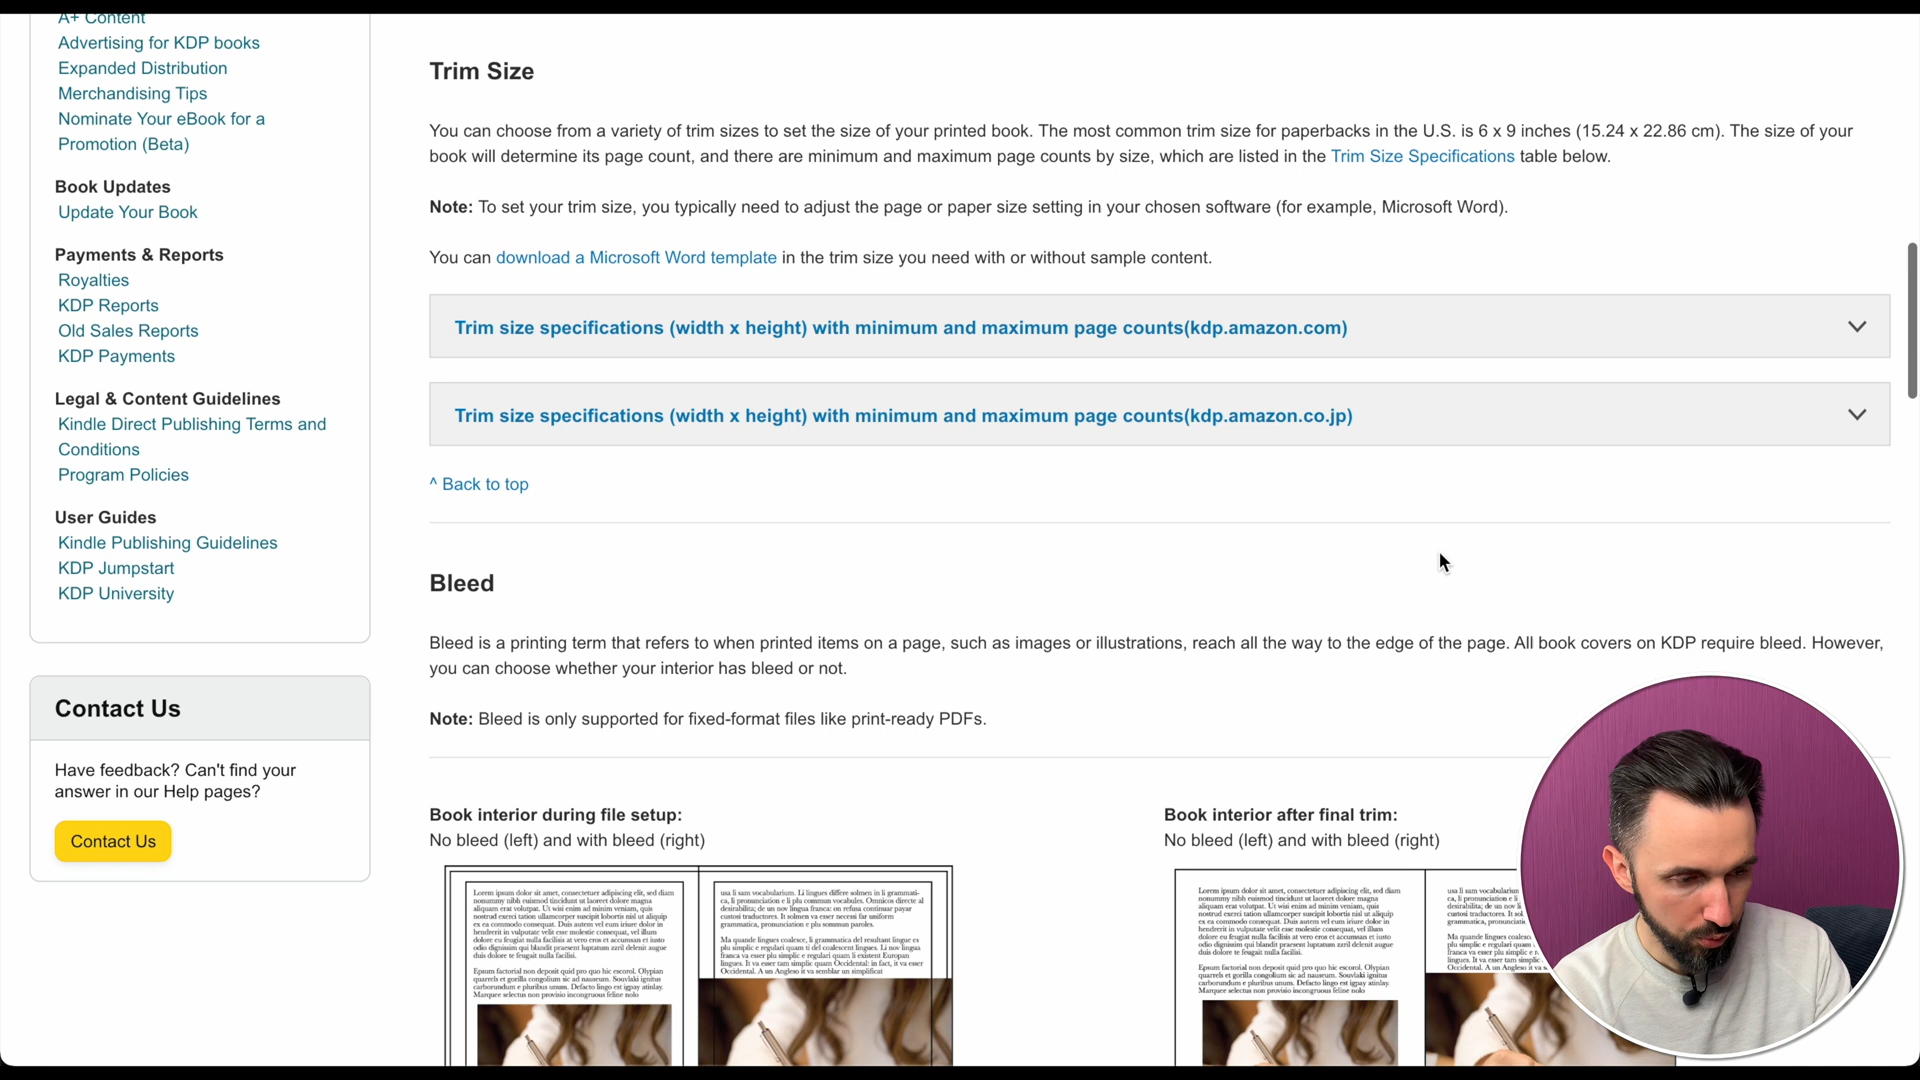 A+ Content
Advertising for KDP books
Expanded Distribution
Merchandising Tips
Nominate Your eBook for a
Promotion (Beta)
Book Updates
Update Your Book
Payments & Reports
Royalties
KDP Reports
Old Sales Reports
KDP Payments
Legal & Content Guidelines
Kindle Direct Publishing Terms and
Conditions
Program Policies
User Guides
Kindle Publishing Guidelines
KDP Jumpstart
KDP University
Contact Us
Have feedback? Can't find your
answer in our Help pages?
Contact Us
Trim Size
You can choose from a variety of trim sizes to set the size of your printed book. The most common trim size for paperbacks in the U.S. is 6 x 9 inches (15.24 x 22.86 cm). The size of your
book will determine its page count, and there are minimum and maximum page counts by size, which are listed in the Trim Size Specifications table below.
Note: To set your trim size, you typically need to adjust the page or paper size setting in your chosen software (for example, Microsoft Word).
You can download a Microsoft Word template in the trim size you need with or without sample content.
Trim size specifications (width x height) with minimum and maximum page counts(kdp.amazon.com)
Trim size specifications (width x height) with minimum and maximum page counts(kdp.amazon.co.jp)
^ Back to top
Bleed
Bleed is a printing term that refers to when printed items on a page, such as images or illustrations, reach all the way to the edge of the page. All book covers on KDP require bleed. However,
you can choose whether your interior has bleed or not.
Note: Bleed is only supported for fixed-format files like print-ready PDFs.
Book interior during file setup:
No bleed (left) and with bleed (right)
Book interior after final trim:
No bleed (left) and with bleed (right)